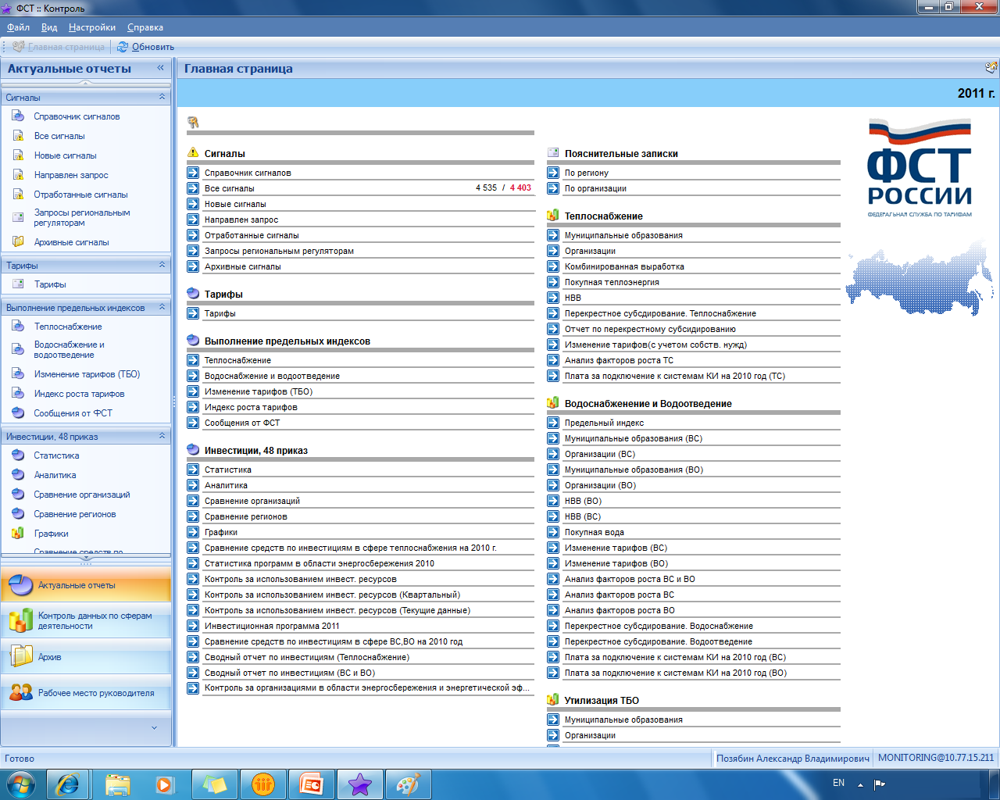 ФСТ :: Контроль
Файл Вид Настройки Справка
Главная страница Обновить
Актуальные отчеты «
Сигналы
Справочник сигналов
Все сигналы
Новые сигналы
Направлен запрос
Отработанные сигналы
Запросы региональным
регуляторам
Архивные сигналы
Тарифы
Тарифы
Выполнение предельных индексов
Теплоснабжение
Водоснабжение и
водоотведение
Изменение тарифов (ТБО)
Индекс роста тарифов
Сообщения от ФСТ
Инвестиции, 48 приказ
Статистика
Аналитика
Сравнение организаций
Сравнение регионов
Графики
Сравнение средств по
Актуальные отчеты
Контроль данных по сферам
деятельности
Архив
Рабочее место руководителя
Главная страница
2011 г.
Сигналы
Справочник сигналов
Все сигналы 4 535 / 4 403
Новые сигналы
Направлен запрос
Отработанные сигналы
Запросы региональным регуляторам
Архивные сигналы
Тарифы
Тарифы
Выполнение предельных индексов
Теплоснабжение
Водоснабжение и водоотведение
Изменение тарифов (ТБО)
Индекс роста тарифов
Сообщения от ФСТ
Инвестиции, 48 приказ
Статистика
Аналитика
Сравнение организаций
Сравнение регионов
Графики
Сравнение средств по инвестициям в сфере теплоснабжения на 2010 г.
Статистика программ в области энергосбережения 2010
Контроль за использованием инвест. ресурсов
Контроль за использованием инвест. ресурсов (Квартальный)
Контроль за использованием инвест. ресурсов (Текущие данные)
Инвестиционная программа 2011
Сравнение средств по инвестициям в сфере ВС,ВО на 2010 год
Сводный отчет по инвестициям (Теплоснабжение)
Сводный отчет по инвестициям (ВС и ВО)
Контроль за организациями в области энергосбережения и энергетической эф...
Пояснительные записки
По региону
По организации
Теплоснабжение
Муниципальные образования
Организации
Комбинированная выработка
Покупная теплоэнергия
НВВ
Перекрестное субсдирование. Теплоснабжение
Отчет по перекрестному субсидированию
Изменение тарифов(с учетом собств. нужд)
Анализ факторов роста ТС
Плата за подключение к системам КИ на 2010 год (ТС)
Водоснабженение и Водоотведение
Предельный индекс
Муниципальные образования (ВС)
Организации (ВС)
Муниципальные образования (ВО)
Организации (ВО)
НВВ (ВО)
НВВ (ВС)
Покупная вода
Изменение тарифов (ВС)
Изменение тарифов (ВО)
Анализ факторов роста ВС и ВО
Анализ факторов роста ВС
Анализ факторов роста ВО
Перекрестное субсдирование. Водоснабжение
Перекрестное субсдирование. Водоотведение
Плата за подключение к системам КИ на 2010 год (ВС)
Плата за подключение к системам КИ на 2010 год (ВО)
Утилизация ТБО
Муниципальные образования
Организации
ФСТ
РОССИИ
ФЕДЕРАЛЬНАЯ СЛУЖБА ПО ТАРИФАМ
Готово
Позябин Александр Владимирович
MONITORING@10.77.15.211
EN